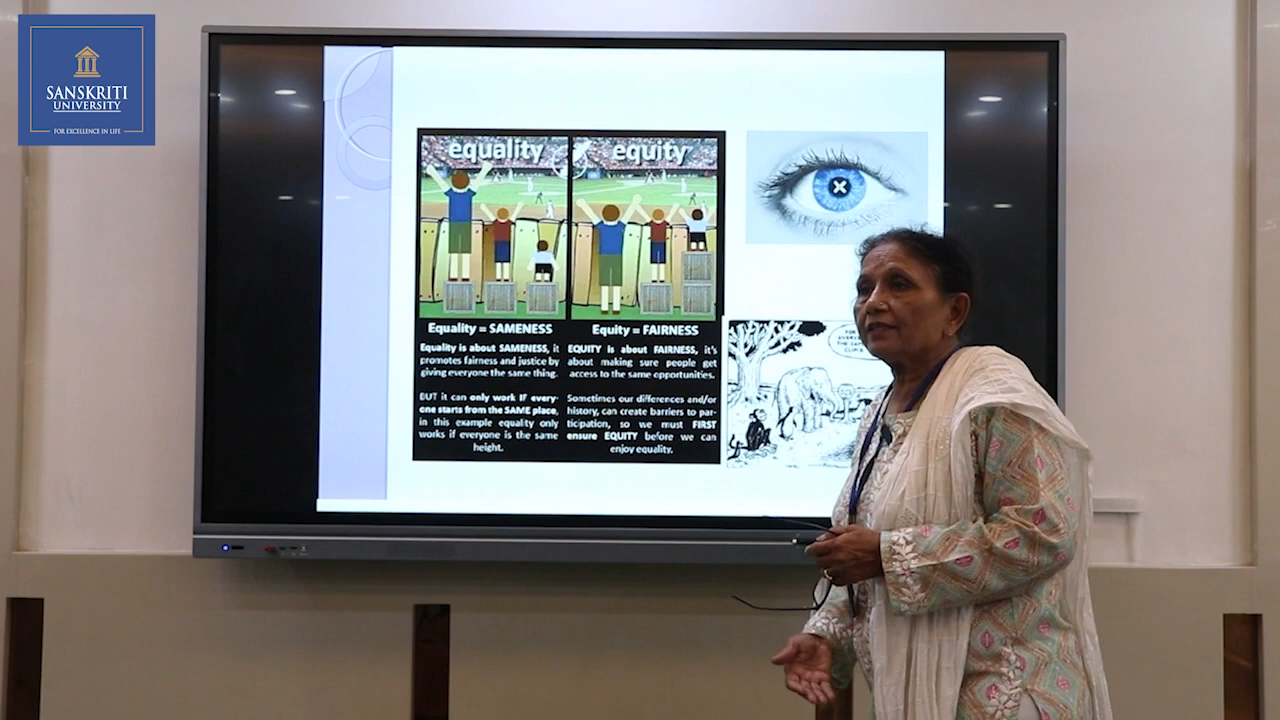 SANSKRITI
UNIVERSITY
FOR EXCELLENCE IN LIFE
equality
equity
Equality = SAMENESS
Equality is about SAMENESS, it
promotes fairness and justice by
giving everyone the same thing.
BUT it can only work IF every-
one starts from the SAME place,
in this example equality only
works if everyone is the same
height.
Equity = FAIRNESS
EQUITY is about FAIRNESS, it's
about making sure people get
access to the same opportunities.
Sometimes our differences and/or
history, can create barriers to par-
ticipation, so we must FIRST
ensure EQUITY before we can
enjoy equality.